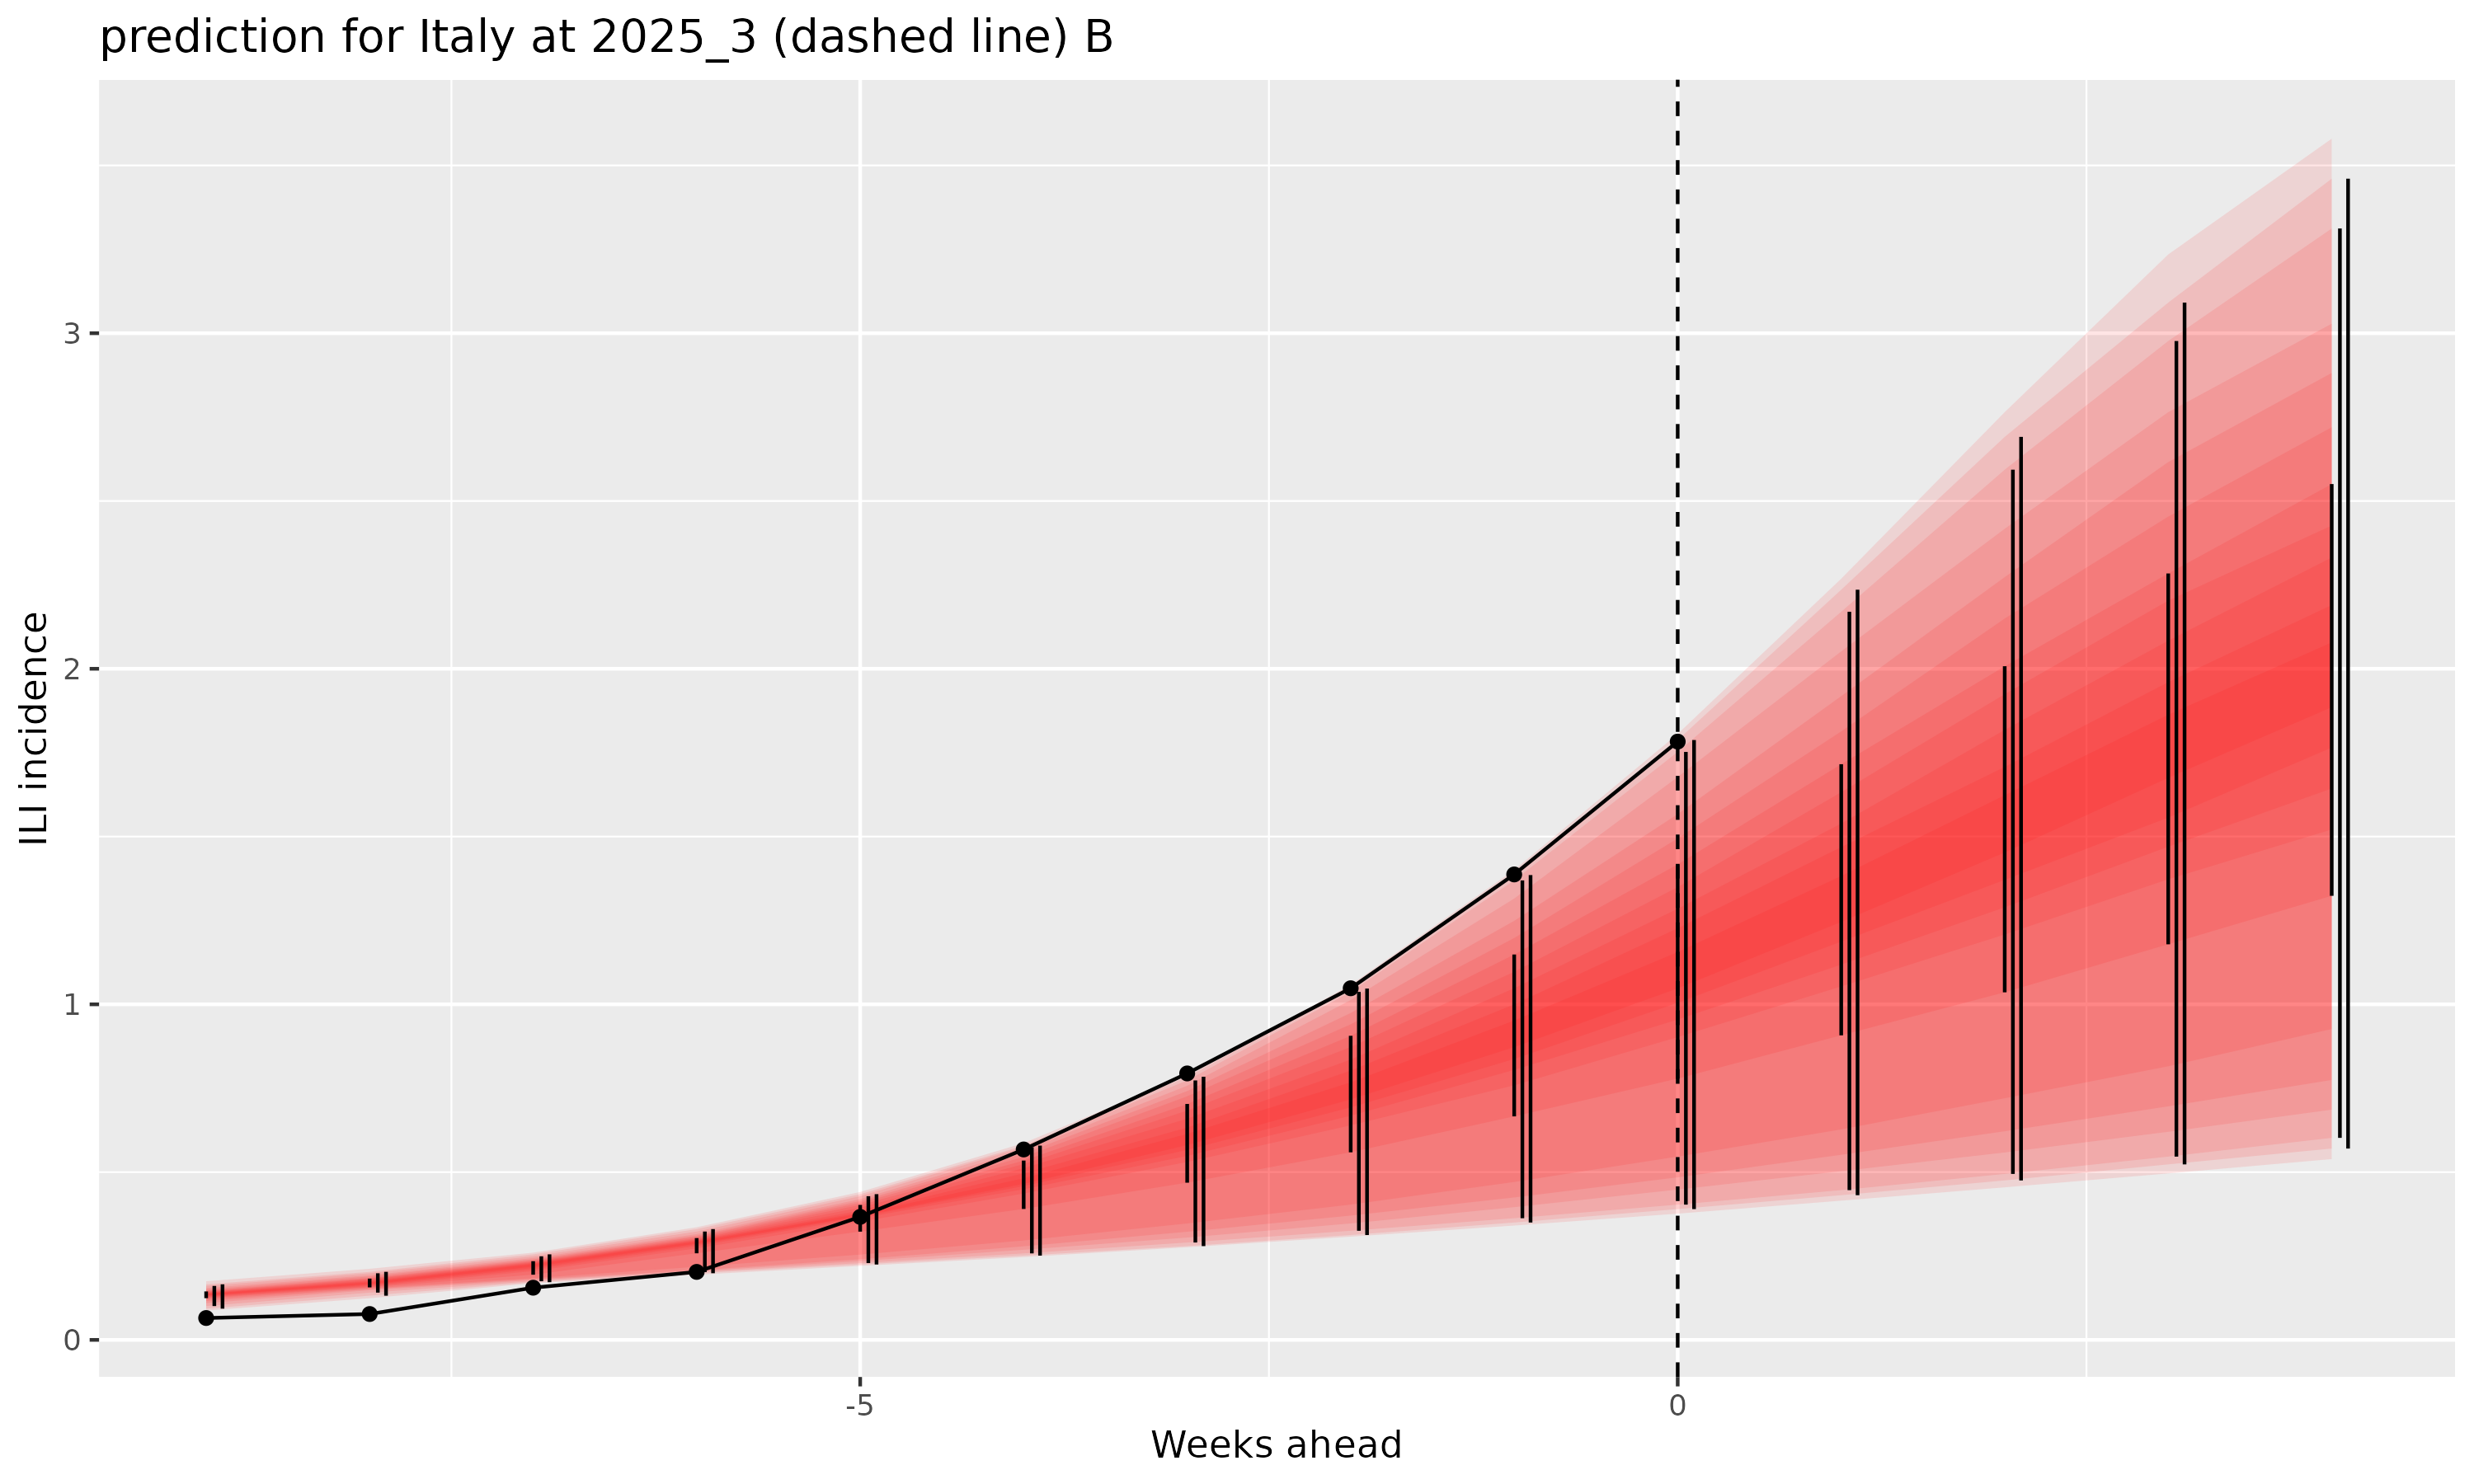 prediction for Italy at 2025_3 (dashed line) B
ILI incidence
3
2
1
0
-5
0
Weeks ahead